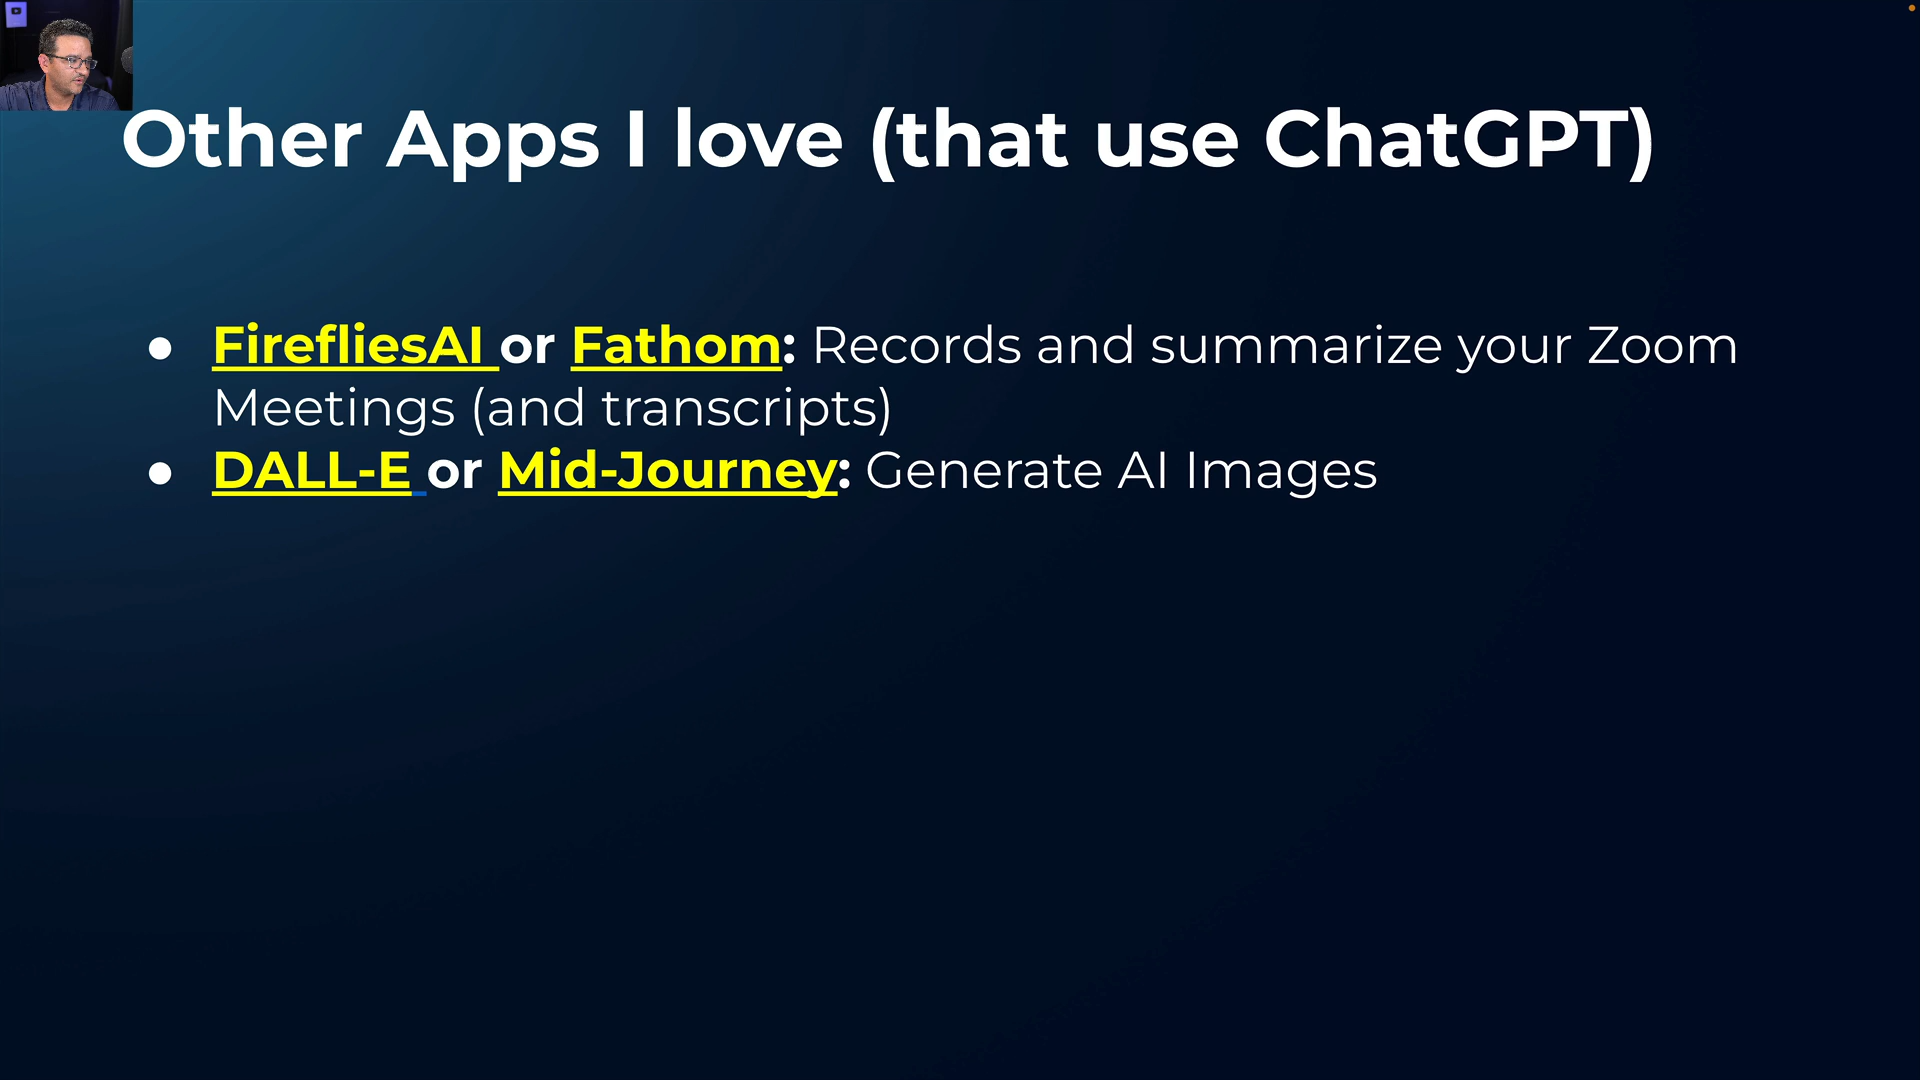 Other Apps I love (that use ChatGPT)
● FirefliesAI or Fathom: Records and summarize your Zoom
Meetings (and transcripts)
● DALL-E or Mid-Journey: Generate AI Images